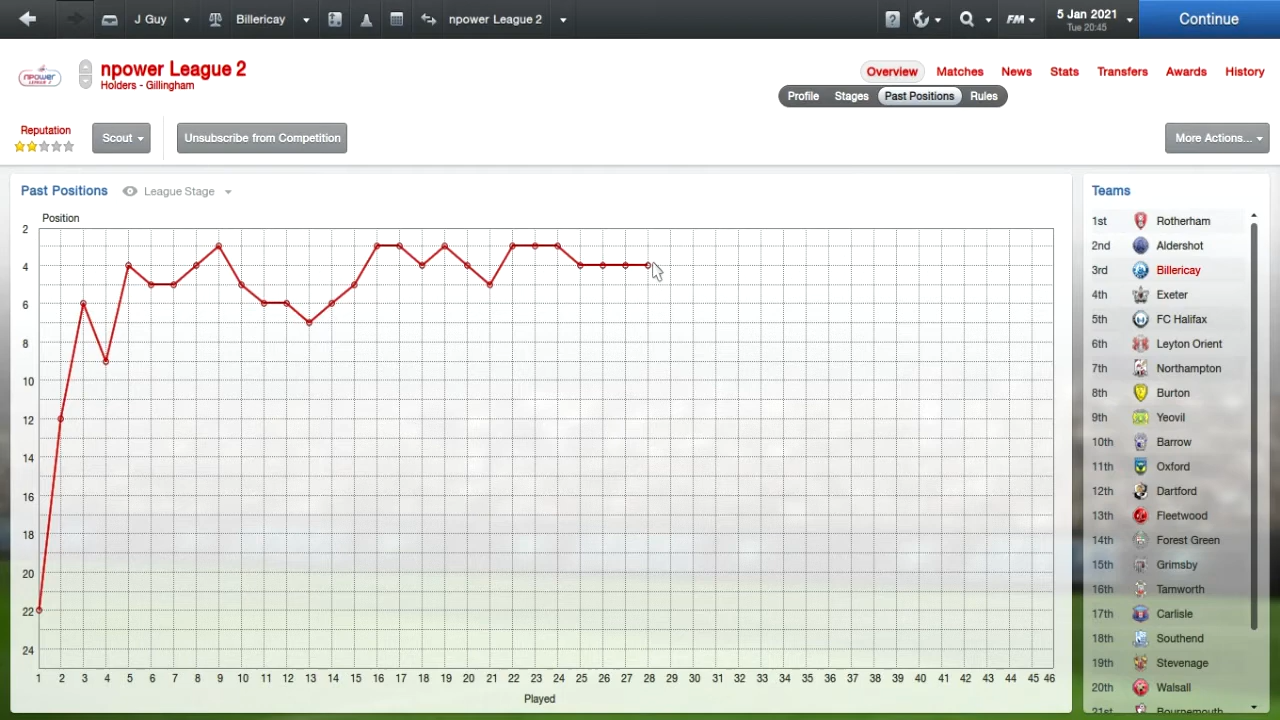 J Guy Billericay npower League 2 ? FM 5 Jan 2021 Continue
Tue 20:45
npower League 2
Holders - Gillingham
Overview Matches News Stats Transfers Awards History
Profile Stages Past Positions Rules
Reputation
Scout Unsubscribe from Competition More Actions...
Past Positions League Stage
Position
2
4
6
8
10
12
14
16
18
20
22
24
1 2 3 4 5 6 7 8 9 10 11 12 13 14 15 16 17 18 19 20 21 22 23 24 25 26 27 28 29 30 31 32 33 34 35 36 37 38 39 40 41 42 43 44 45 46
Played
Teams
1st Rotherham
2nd Aldershot
3rd Billericay
4th Exeter
5th FC Halifax
6th Leyton Orient
7th Northampton
8th Burton
9th Yeovil
10th Barrow
11th Oxford
12th Dartford
13th Fleetwood
14th Forest Green
15th Grimsby
16th Tamworth
17th Carlisle
18th Southend
19th Stevenage
20th Walsall
21st Bournemouth